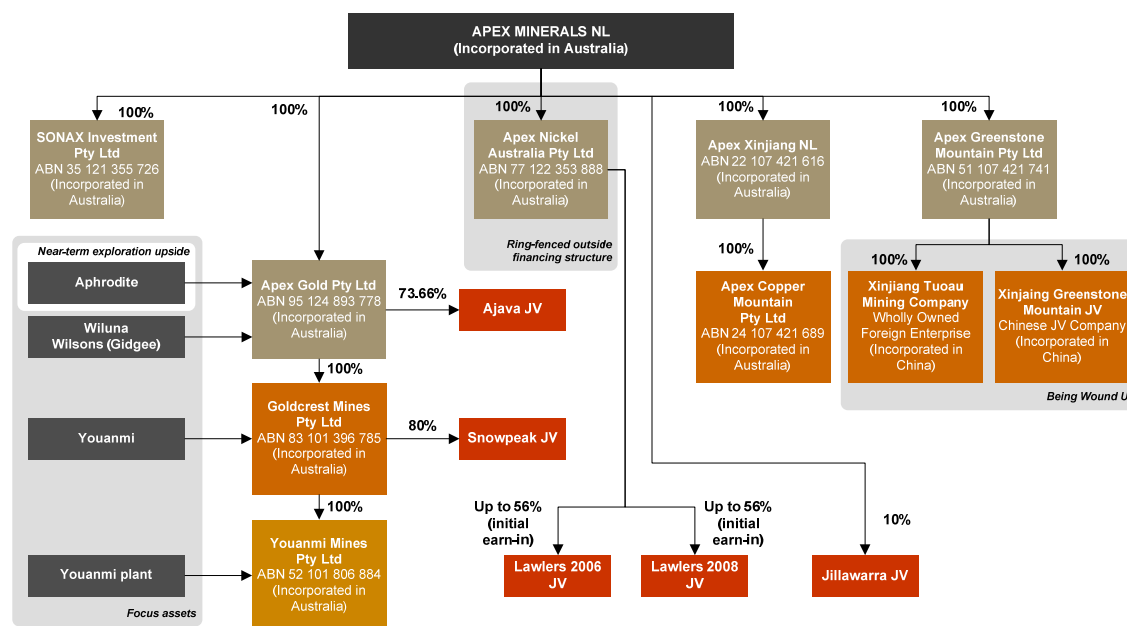 APEX MINERALS NL
(Incorporated in Australia)
100%
100%
100%
100%
100%
SONAX Investment
Pty Ltd
ABN 35 121 355 726
(Incorporated in
Australia)
Apex Nickel
Australia Pty Ltd
ABN 77 122 353 888
(Incorporated in
Australia)
Apex Xinjiang NL
ABN 22 107 421 616
(Incorporated in
Australia)
Apex Greenstone
Mountain Pty Ltd
ABN 51 107 421 741
(Incorporated in
Australia)
Ring-fenced outside
financing structure
Near-term exploration upside
Aphrodite
Wiluna
Wilsons (Gidgee)
Youanmi
Youanmi plant
Focus assets
Apex Gold Pty Ltd
ABN 95 124 893 778
(Incorporated in
Australia)
73.66%
Ajava JV
100%
Goldcrest Mines
Pty Ltd
ABN 83 101 396 785
(Incorporated in
Australia)
80%
Snowpeak JV
100%
Youanmi Mines
Pty Ltd
ABN 52 101 806 884
(Incorporated in
Australia)
100%
Apex Copper
Mountain
Pty Ltd
ABN 24 107 421 689
(Incorporated in
Australia)
100%
100%
Xinjiang Tuoau
Mining Company
Wholly Owned
Foreign Enterprise
(Incorporated in
China)
Xinjaing Greenstone
Mountain JV
Chinese JV Company
(Incorporated in
China)
Being Wound U
Up to 56%
(initial
earn-in)
Up to 56%
(initial
earn-in)
10%
Lawlers 2006
JV
Lawlers 2008
JV
Jillawarra JV